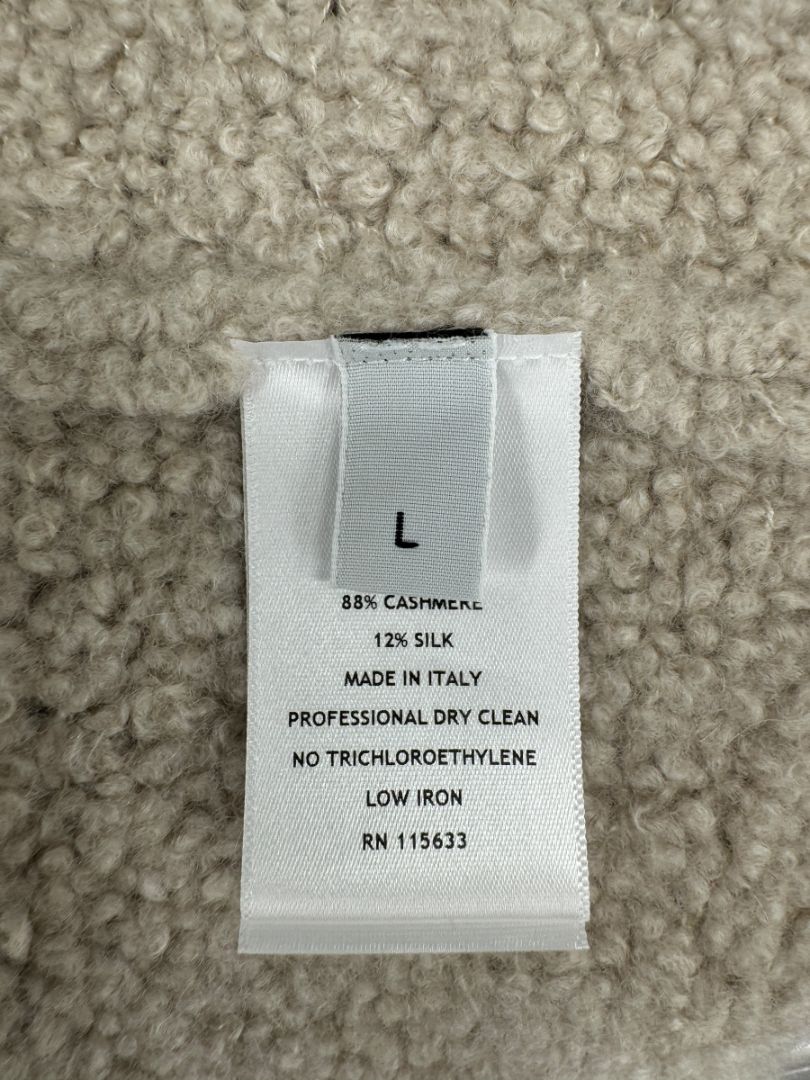 L
88% CASHMERE
12% SILK
MADE IN ITALY
PROFESSIONAL DRY CLEAN
NO TRICHLOROETHYLENE
LOW IRON
RN 115633